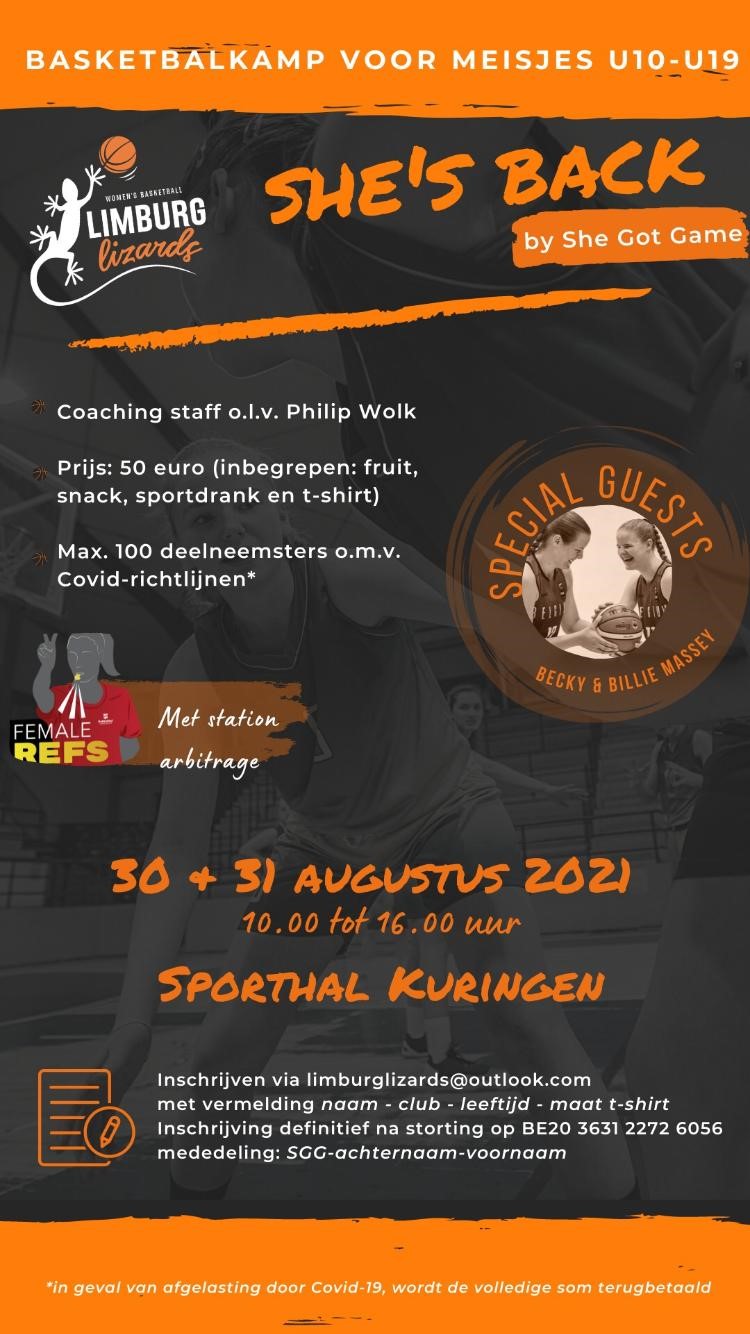 BASKETBALKAMP VOOR MEISJES U10-U19
WOMEN'S BASKETBALL
LIMBURG
lizards
SHE'S BACK
by She Got Game
Coaching staff o.l.v. Philip Wolk
Prijs: 50 euro (inbegrepen: fruit,
snack, sportdrank en t-shirt)
Max. 100 deelneemsters o.m.v.
Covid-richtlijnen*
SPECIAL GUESTS
BECKY & BILLIE MASSEY
FEMALE
REFS
Met station
arbitrage
30 + 31 AUGUSTUS 2021
10.00 tot 16.00 uur
SPORTHAL KURINGEN
Inschrijven via limburglizards@outlook.com
met vermelding naam - club - leeftijd - maat t-shirt
Inschrijving definitief na storting op BE20 3631 2272 6056
mededeling: SGG-achternaam-voornaam
*in geval van afgelasting door Covid-19, wordt de volledige som terugbetaald